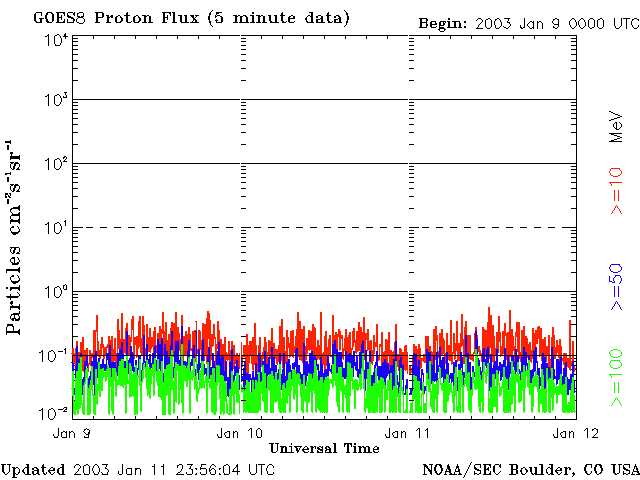 GOES8 Proton Flux (5 minute data)
Begin: 2003 Jan 9 0000 UTC
Particles cm⁻²s⁻¹sr⁻¹
10⁴
10³
10²
10¹
10⁰
10⁻¹
10⁻²
>=10
>=50
>=100
MeV
Jan 9
Jan 10
Jan 11
Jan 12
Universal Time
Updated 2003 Jan 11 23:56:04 UTC
NOAA/SEC Boulder, CO USA